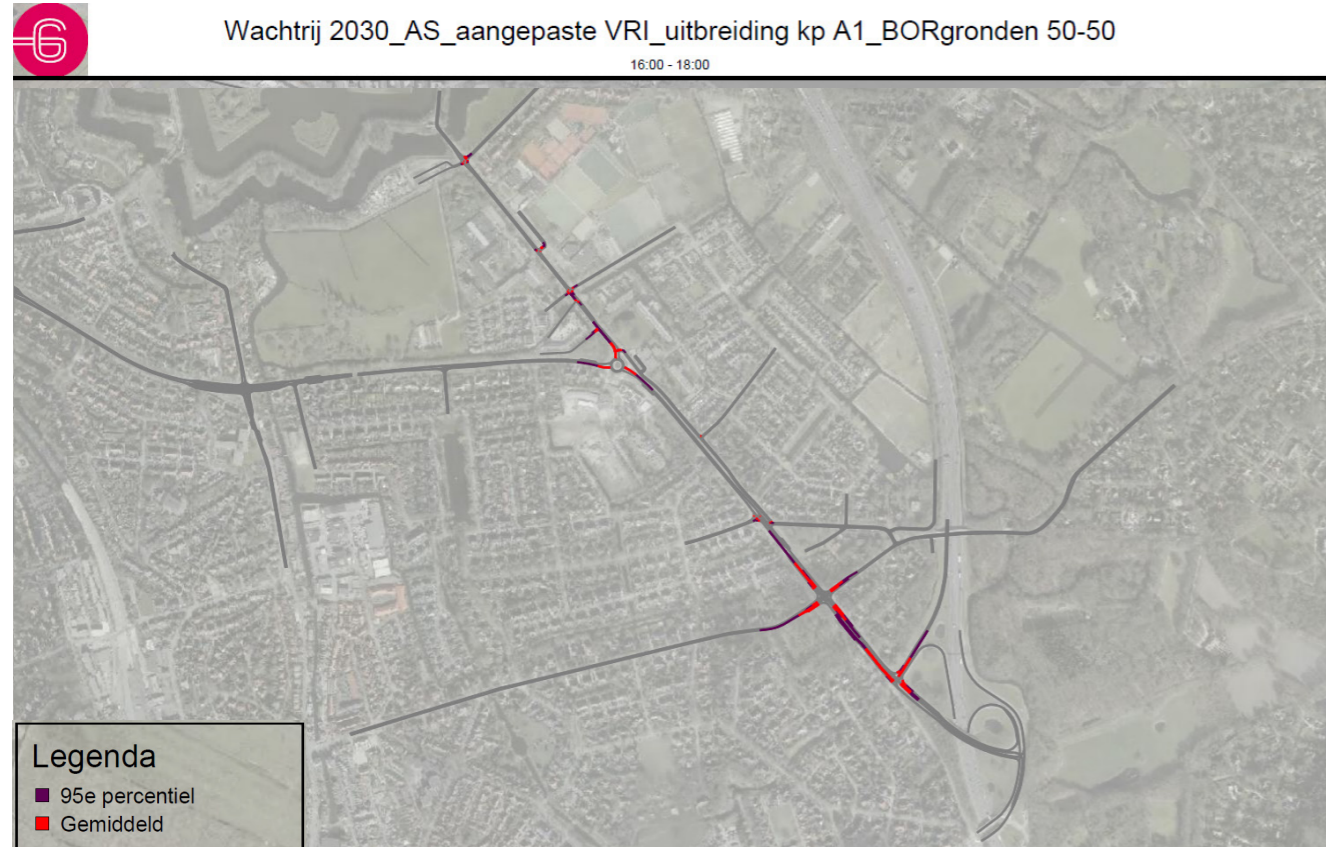 Wachtrij 2030_AS_aangepaste VRI_uitbreiding kp A1_BORgronden 50-50
16:00 - 18:00
Legenda
95e percentiel
Gemiddeld